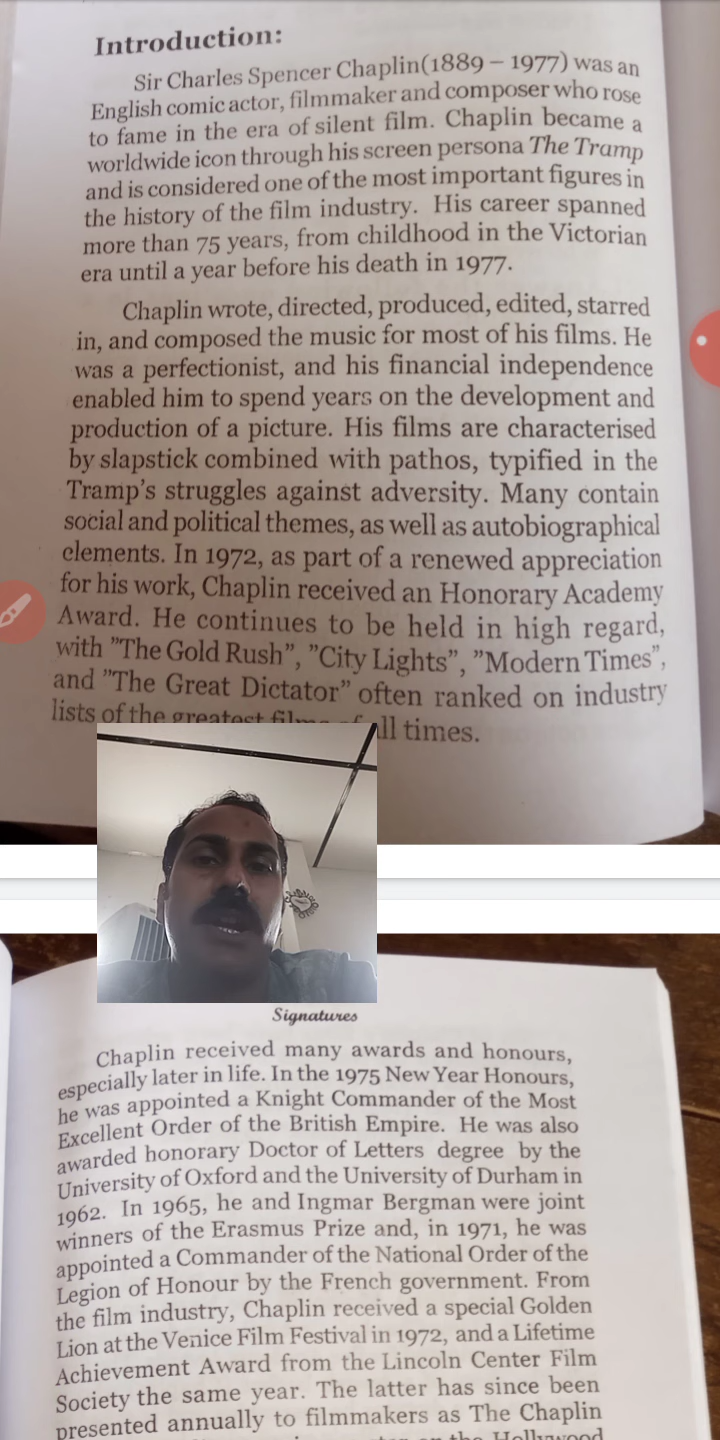 Introduction:
Sir Charles Spencer Chaplin(1889 – 1977) was an
English comic actor, filmmaker and composer who rose
to fame in the era of silent film. Chaplin became a
worldwide icon through his screen persona The Tramp
and is considered one of the most important figures in
the history of the film industry. His career spanned
more than 75 years, from childhood in the Victorian
era until a year before his death in 1977.
Chaplin wrote, directed, produced, edited, starred
in, and composed the music for most of his films. He
was a perfectionist, and his financial independence
enabled him to spend years on the development and
production of a picture. His films are characterised
by slapstick combined with pathos, typified in the
Tramp's struggles against adversity. Many contain
social and political themes, as well as autobiographical
elements. In 1972, as part of a renewed appreciation
for his work, Chaplin received an Honorary Academy
Award. He continues to be held in high regard,
with ”The Gold Rush”, ”City Lights”, ”Modern Times”,
and ”The Great Dictator” often ranked on industry
lists of the greatest all times.
Signatures
Chaplin received many awards and honours,
especially later in life. In the 1975 New Year Honours,
he was appointed a Knight Commander of the Most
Excellent Order of the British Empire. He was also
awarded honorary Doctor of Letters degree by the
University of Oxford and the University of Durham in
1962. In 1965, he and Ingmar Bergman were joint
winners of the Erasmus Prize and, in 1971, he was
appointed a Commander of the National Order of the
Legion of Honour by the French government. From
the film industry, Chaplin received a special Golden
Lion at the Venice Film Festival in 1972, and a Lifetime
Achievement Award from the Lincoln Center Film
Society the same year. The latter has since been
presented annually to filmmakers as The Chaplin
the Hollywood